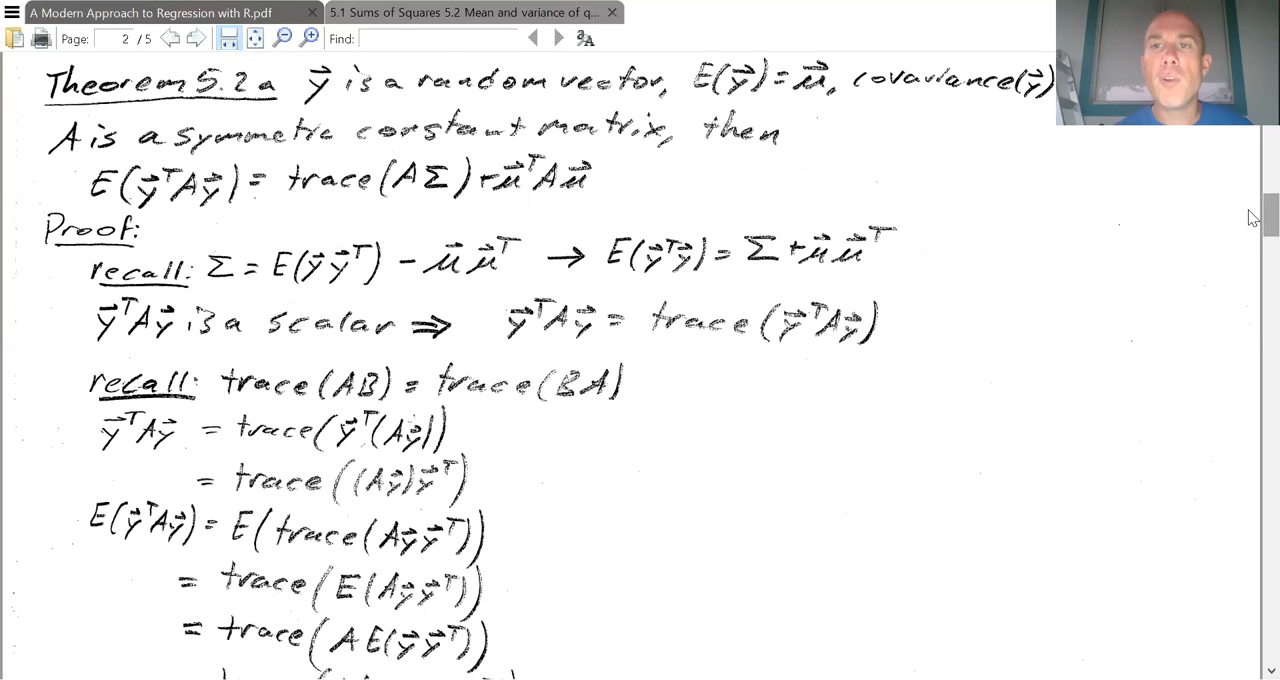 A Modern Approach to Regression with R.pdf × 5.1 Sums of Squares 5.2 Mean and variance of q... ×
Page: 2 / 5 Find:
Theorem 5.2a y⃗ is a random vector, E(y⃗) = μ⃗, covariance(y⃗)
A is a symmetric constant matrix, then
E(y⃗ᵀAy⃗) = trace(AΣ) + μ⃗ᵀAμ⃗
Proof:
recall: Σ = E(y⃗y⃗ᵀ) - μ⃗μ⃗ᵀ → E(y⃗ᵀy⃗) = Σ + μ⃗μ⃗ᵀ
y⃗ᵀAy⃗ is a scalar ⇒ y⃗ᵀAy⃗ = trace(y⃗ᵀAy⃗)
recall: trace(AB) = trace(BA)
y⃗ᵀAy⃗ = trace(y⃗ᵀ(Ay⃗))
= trace((Ay⃗)y⃗ᵀ)
E(y⃗ᵀAy⃗) = E(trace(Ay⃗y⃗ᵀ))
= trace(E(Ay⃗y⃗ᵀ))
= trace(AE(y⃗y⃗ᵀ))